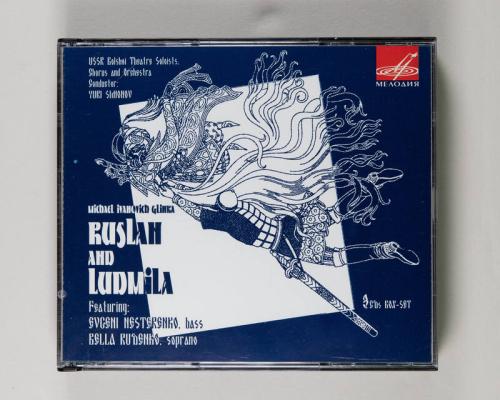 USSR Bolshoi Theatre Soloists,
Chorus and Orchestra
Conductor:
YURI SIMONOV
МЕЛОДИЯ
Michael Ivanovich Glinka
RUSLAN
AND
LUDMILA
Featuring:
EVGENI NESTERENKO, bass
BELLA RUDENKO, soprano
3 CDs BOX-SET